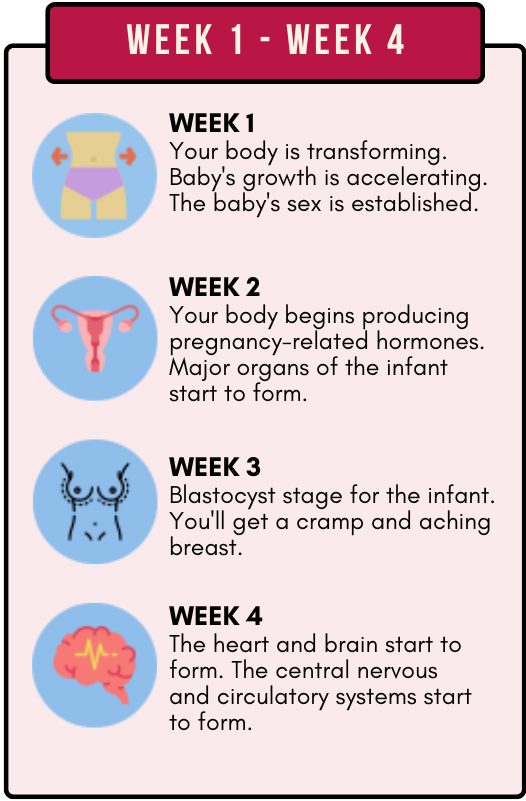 WEEK 1 - WEEK 4
WEEK 1
Your body is transforming.
Baby's growth is accelerating.
The baby's sex is established.
WEEK 2
Your body begins producing
pregnancy-related hormones.
Major organs of the infant
start to form.
WEEK 3
Blastocyst stage for the infant.
You'll get a cramp and aching
breast.
WEEK 4
The heart and brain start to
form. The central nervous
and circulatory systems start
to form.